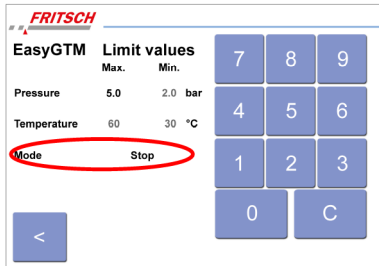 FRITSCH
EasyGTM Limit values
Max. Min.
Pressure 5.0 2.0 bar
Temperature 60 30 °C
Mode Stop
7 8 9
4 5 6
1 2 3
0 C
<